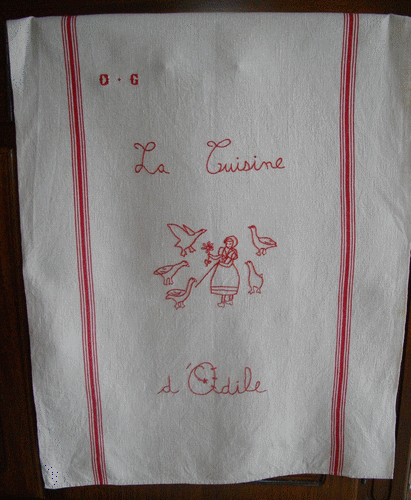 O · G
La Cuisine
d'Odile